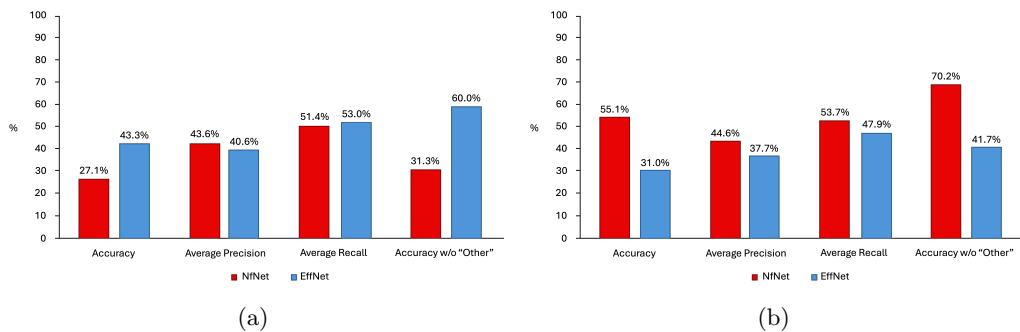 100
90
80
70
60
%
50
40
30
20
10
0
27.1%
43.3%
43.6%
40.6%
51.4%
53.0%
31.3%
60.0%
Accuracy
Average Precision
Average Recall
Accuracy w/o “Other”
NfNet
EffNet
(a)
100
90
80
70
60
%
50
40
30
20
10
0
55.1%
31.0%
44.6%
37.7%
53.7%
47.9%
70.2%
41.7%
Accuracy
Average Precision
Average Recall
Accuracy w/o “Other”
NfNet
EffNet
(b)